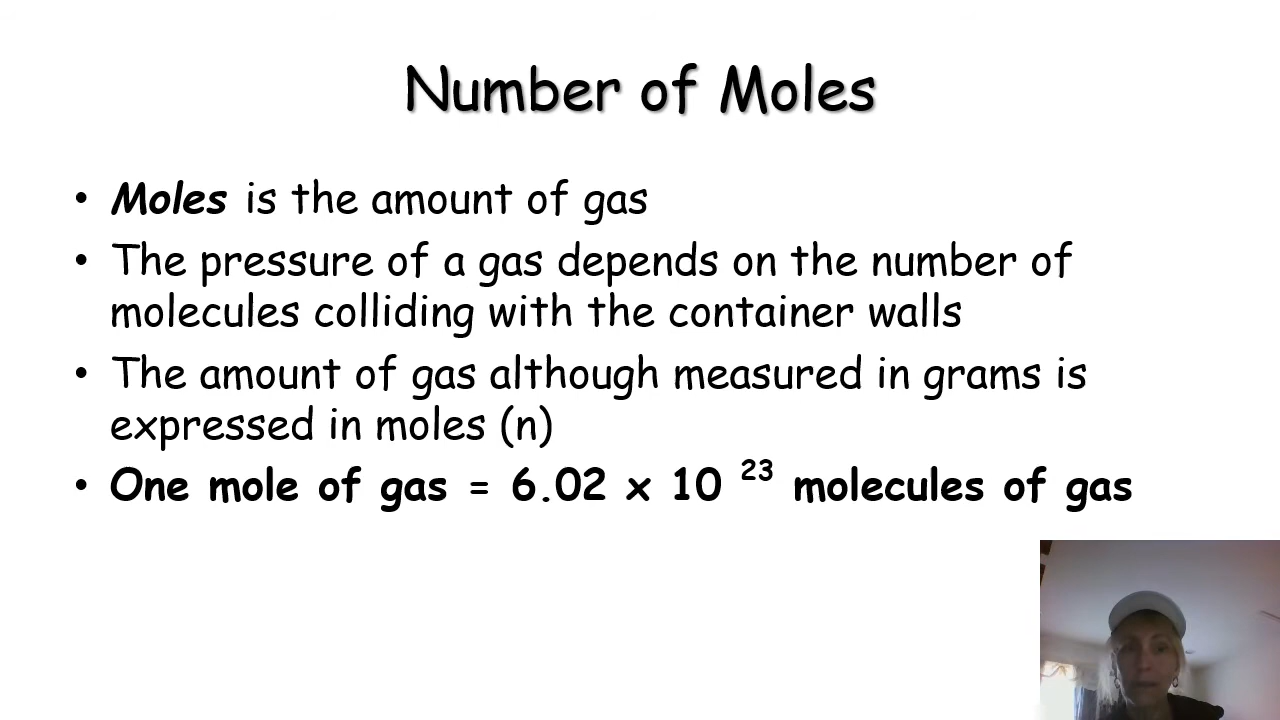 Number of Moles
• Moles is the amount of gas
• The pressure of a gas depends on the number of
molecules colliding with the container walls
• The amount of gas although measured in grams is
expressed in moles (n)
• One mole of gas = 6.02 x 10 ²³ molecules of gas